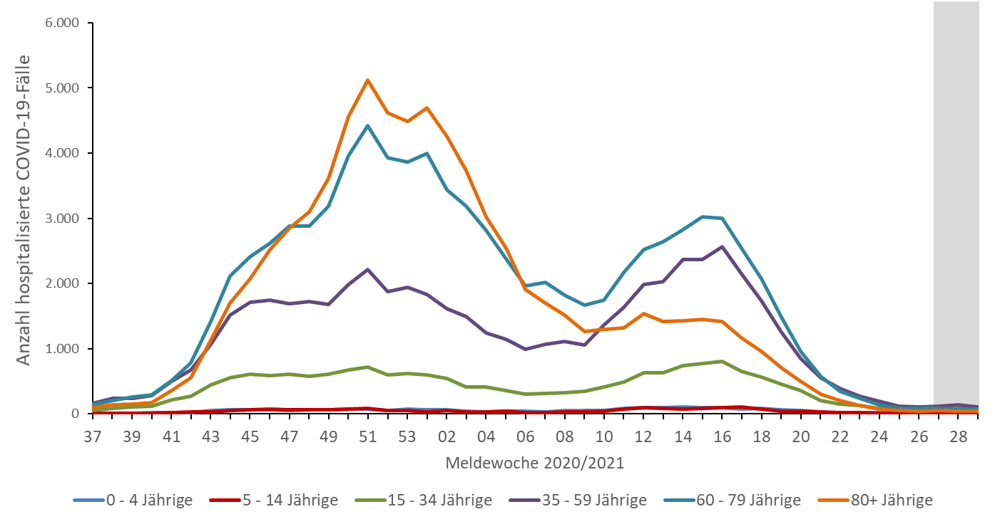 Anzahl hospitalisierte COVID-19-Fälle
6.000
5.000
4.000
3.000
2.000
1.000
0
37 39 41 43 45 47 49 51 53 02 04 06 08 10 12 14 16 18 20 22 24 26 28
Meldewoche 2020/2021
0 - 4 Jährige 5 - 14 Jährige 15 - 34 Jährige 35 - 59 Jährige 60 - 79 Jährige 80+ Jährige